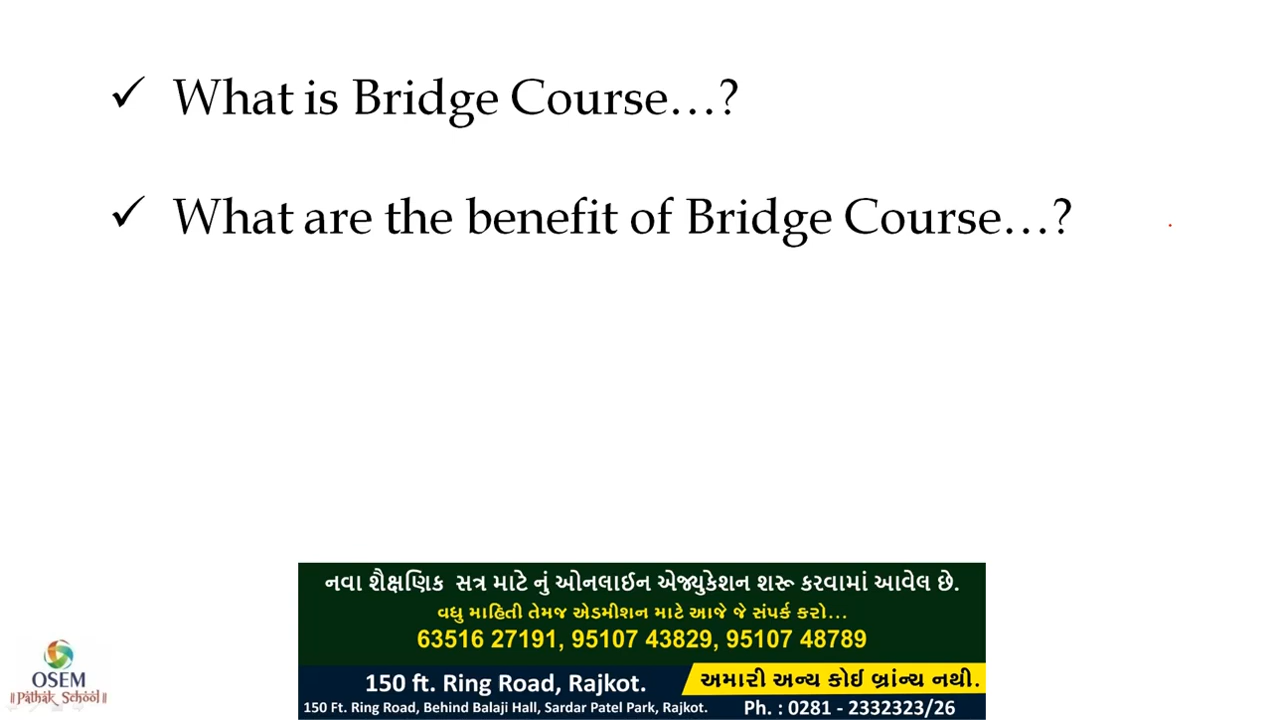 ✓ What is Bridge Course…?
✓ What are the benefit of Bridge Course…?
નવા શૈક્ષણિક સત્ર માટે નું ઓનલાઈન એજ્યુકેશન શરૂ કરવામાં આવેલ છે.
વધુ માહિતી તેમજ એડમીશન માટે આજે જે સંપર્ક કરો...
63516 27191, 95107 43829, 95107 48789
150 ft. Ring Road, Rajkot.
અમારી અન્ય કોઈ બ્રાંન્ચ નથી.
150 Ft. Ring Road, Behind Balaji Hall, Sardar Patel Park, Rajkot.
Ph. : 0281 - 2332323/26
OSEM
॥Pathak School॥